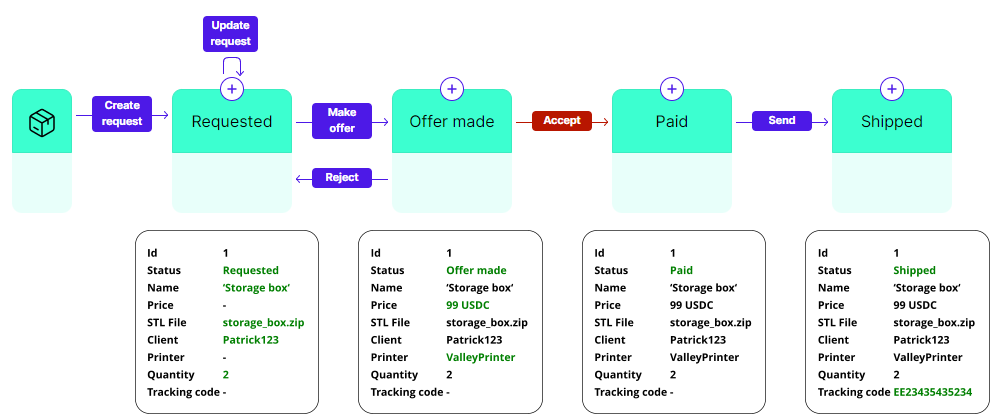 Update
request
Create
request
Requested
Make
offer
Offer made
Accept
Paid
Send
Shipped
Reject
Id 1
Status Requested
Name ‘Storage box‘
Price -
STL File storage_box.zip
Client Patrick123
Printer -
Quantity 2
Tracking code -
Id 1
Status Offer made
Name ‘Storage box‘
Price 99 USDC
STL File storage_box.zip
Client Patrick123
Printer ValleyPrinter
Quantity 2
Tracking code -
Id 1
Status Paid
Name ‘Storage box‘
Price 99 USDC
STL File storage_box.zip
Client Patrick123
Printer ValleyPrinter
Quantity 2
Tracking code -
Id 1
Status Shipped
Name ‘Storage box‘
Price 99 USDC
STL File storage_box.zip
Client Patrick123
Printer ValleyPrinter
Quantity 2
Tracking code EE23435435234